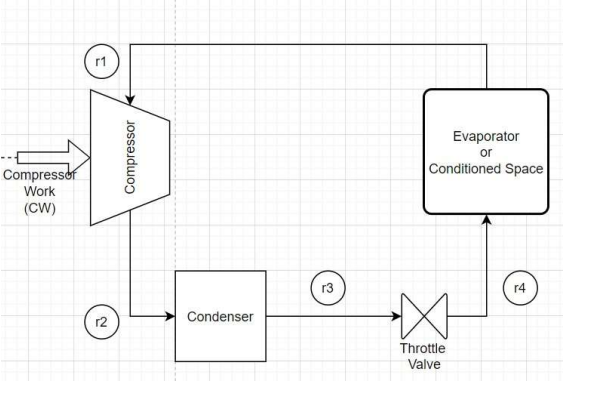 r1
Compressor
Compressor
Work
(CW)
Evaporator
or
Conditioned Space
r2
Condenser
r3
r4
Throttle
Valve